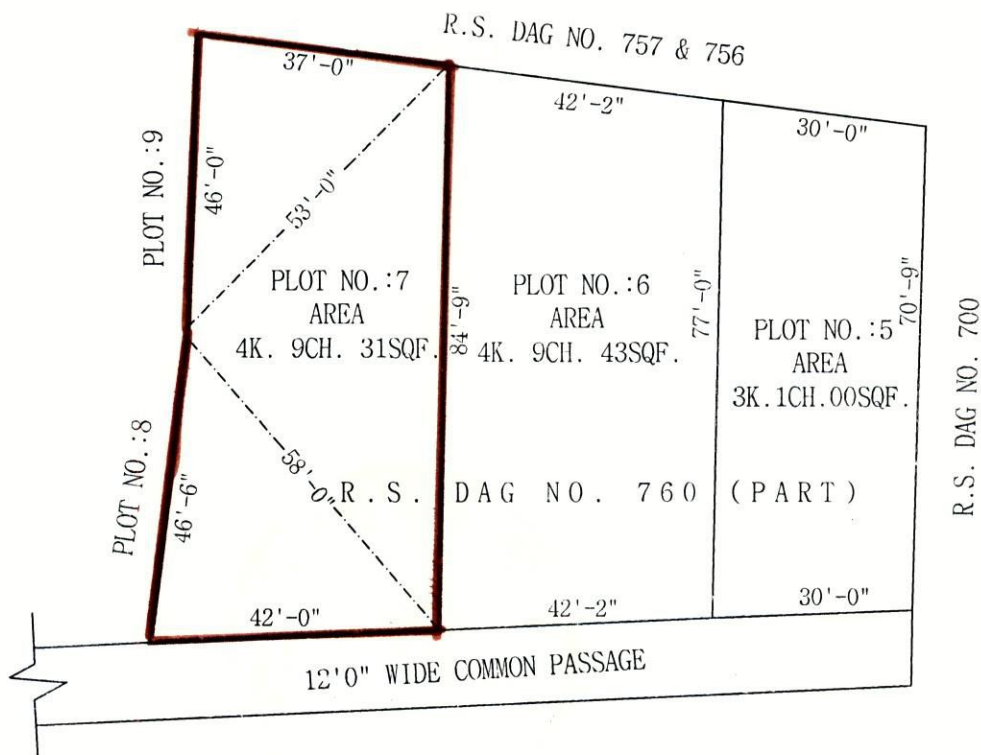 R.S. DAG NO. 757 & 756
37'-0"
42'-2"
30'-0"
PLOT NO.:9
46'-0"
53'-0"
PLOT NO.:7
AREA
4K. 9CH. 31SQF.
84'-9"
PLOT NO.:6
AREA
4K. 9CH. 43SQF.
77'-0"
PLOT NO.:5
AREA
3K.1CH.00SQF.
70'-9"
R.S. DAG NO. 700
PLOT NO.:8
46'-6"
58'-0"
R.S. DAG NO. 760 (PART)
42'-0"
42'-2"
30'-0"
12'0" WIDE COMMON PASSAGE